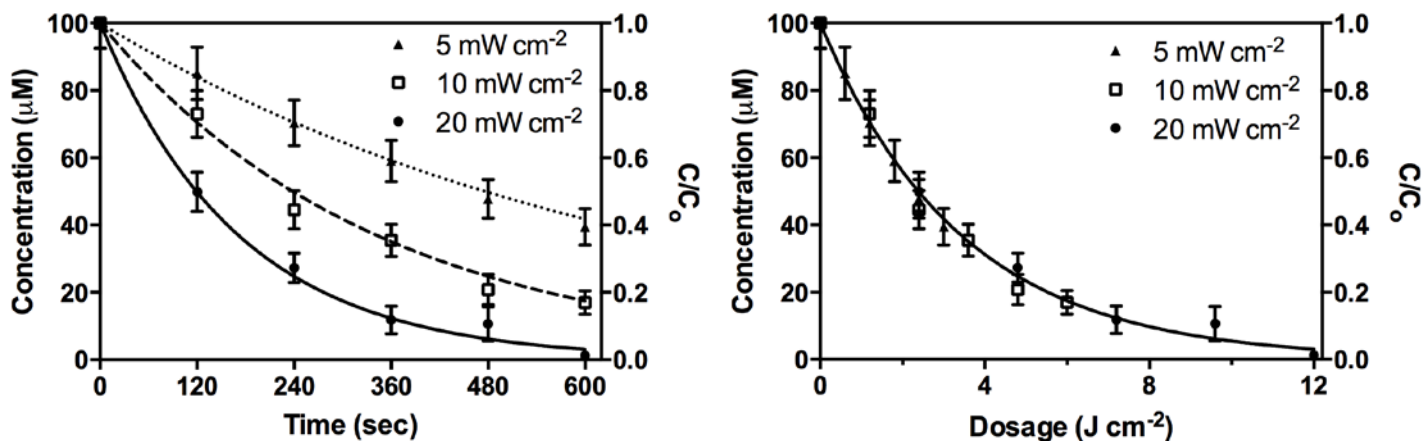 100
80
60
40
20
0
Concentration (µM)
5 mW cm-2
10 mW cm-2
20 mW cm-2
1.0
0.8
0.6
0.4
0.2
0.0
C/Co
0 120 240 360 480 600
Time (sec)
100
80
60
40
20
0
Concentration (µM)
5 mW cm-2
10 mW cm-2
20 mW cm-2
1.0
0.8
0.6
0.4
0.2
0.0
C/Co
0 4 8 12
Dosage (J cm-2)